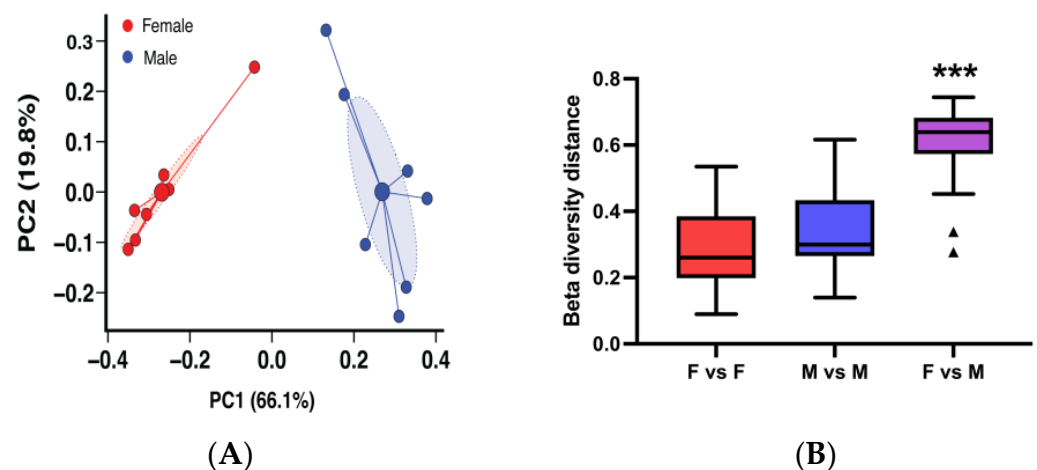 Female
Male
PC2 (19.8%)
0.3
0.2
0.1
0.0
−0.1
−0.2
−0.4
−0.2
0.0
0.2
0.4
PC1 (66.1%)
(A)
***
Beta diversity distance
0.8
0.6
0.4
0.2
0.0
F vs F
M vs M
F vs M
(B)